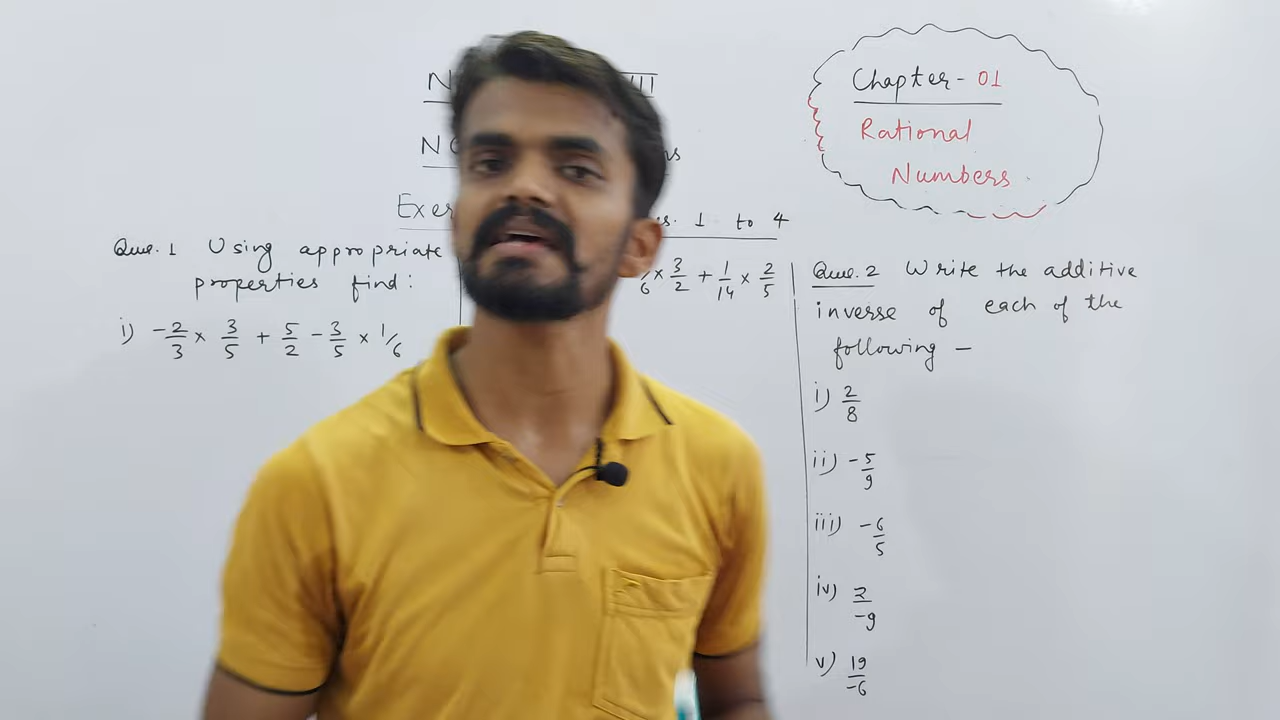 Chapter- 01
Rational
Numbers
1 to 4
Que. 1 Using appropriate
properties find:
i) -2/3 × 3/5 + 5/2 - 3/5 × 1/6
× 3/2 + 1/14 × 2/5
Que. 2 Write the additive
inverse of each of the
following —
i) 2/8
ii) -5/9
iii) -6/5
iv) 2/-9
v) 19/-6